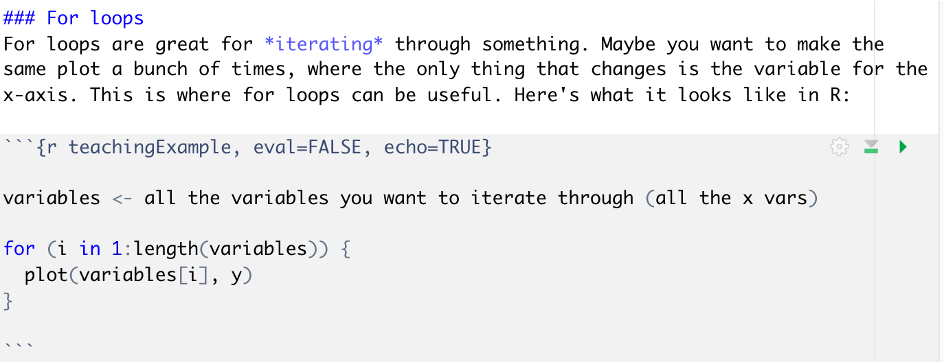 ### For loops
For loops are great for *iterating* through something. Maybe you want to make the
same plot a bunch of times, where the only thing that changes is the variable for the
x-axis. This is where for loops can be useful. Here's what it looks like in R:
```{r teachingExample, eval=FALSE, echo=TRUE}
variables <- all the variables you want to iterate through (all the x vars)
for (i in 1:length(variables)) {
  plot(variables[i], y)
}
```